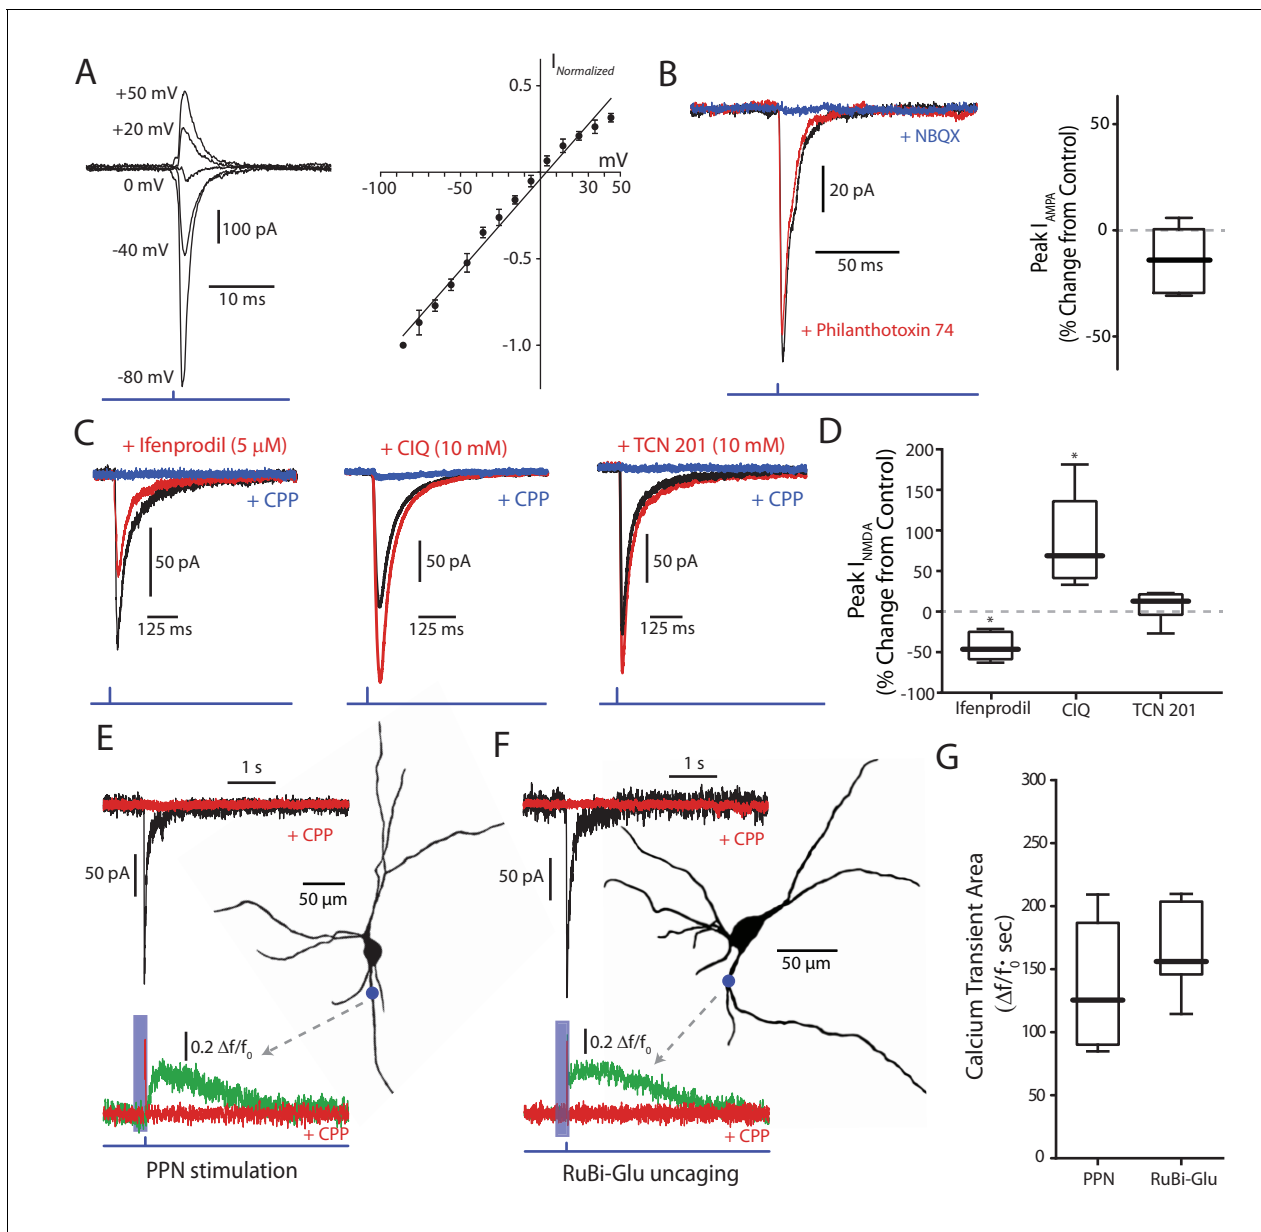 A
+50 mV
+20 mV
0 mV
-40 mV
-80 mV
100 pA
10 ms
I Normalized
mV
0.5
-0.5
-1.0
-100
-50
30
50
B
+ NBQX
20 pA
50 ms
+ Philanthotoxin 74
Peak I AMPA
(% Change from Control)
50
0
-50
C
+ Ifenprodil (5 µM)
+ CPP
50 pA
125 ms
+ CIQ (10 mM)
+ CPP
50 pA
125 ms
+ TCN 201 (10 mM)
+ CPP
50 pA
125 ms
D
Peak I NMDA
(% Change from Control)
200
150
100
50
0
-50
-100
*
*
Ifenprodil
CIQ
TCN 201
E
1 s
+ CPP
50 pA
50 µm
0.2 Δf/f0
+ CPP
PPN stimulation
F
1 s
+ CPP
50 pA
50 µm
0.2 Δf/f0
+ CPP
RuBi-Glu uncaging
G
Calcium Transient Area
(Δf/f0• sec)
300
250
200
150
100
50
0
PPN
RuBi-Glu